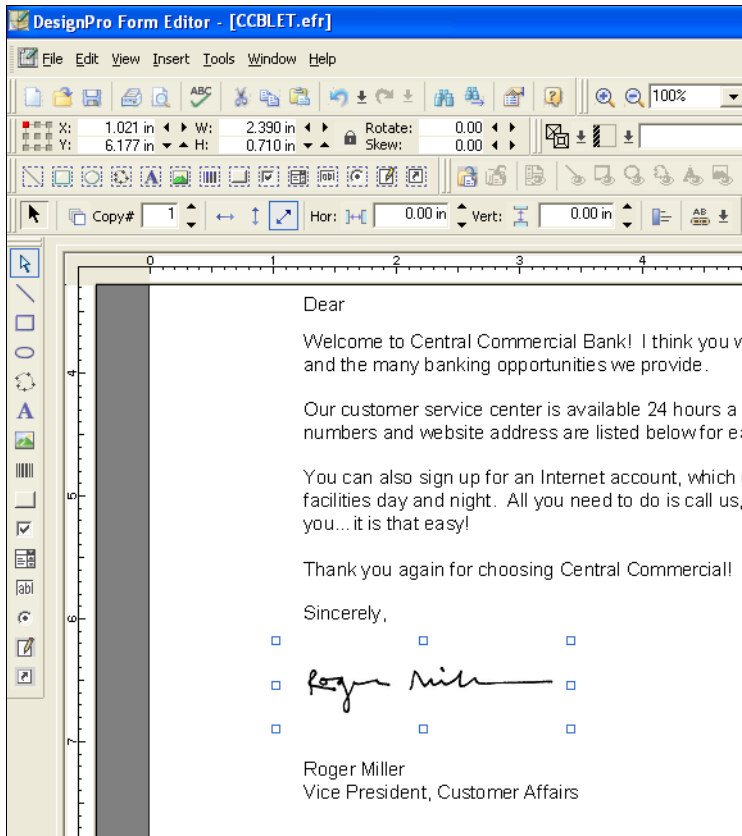 DesignPro Form Editor - [CCBLET.efr]
File Edit View Insert Tools Window Help
ABC 100%
X: 1.021 in W: 2.390 in Rotate: 0.00
Y: 6.177 in H: 0.710 in Skew: 0.00
A abl
Copy# 1 Hor: 0.00 in Vert: 0.00 in AB
0 1 2 3 4
Dear
Welcome to Central Commercial Bank! I think you
4
and the many banking opportunities we provide.
Our customer service center is available 24 hours a
A
numbers and website address are listed below for
You can also sign up for an Internet account, which
5
facilities day and night. All you need to do is call us,
you...it is that easy!
Thank you again for choosing Central Commercial!
abl
Sincerely,
6
Roger Mill
7
Roger Miller
Vice President, Customer Affairs